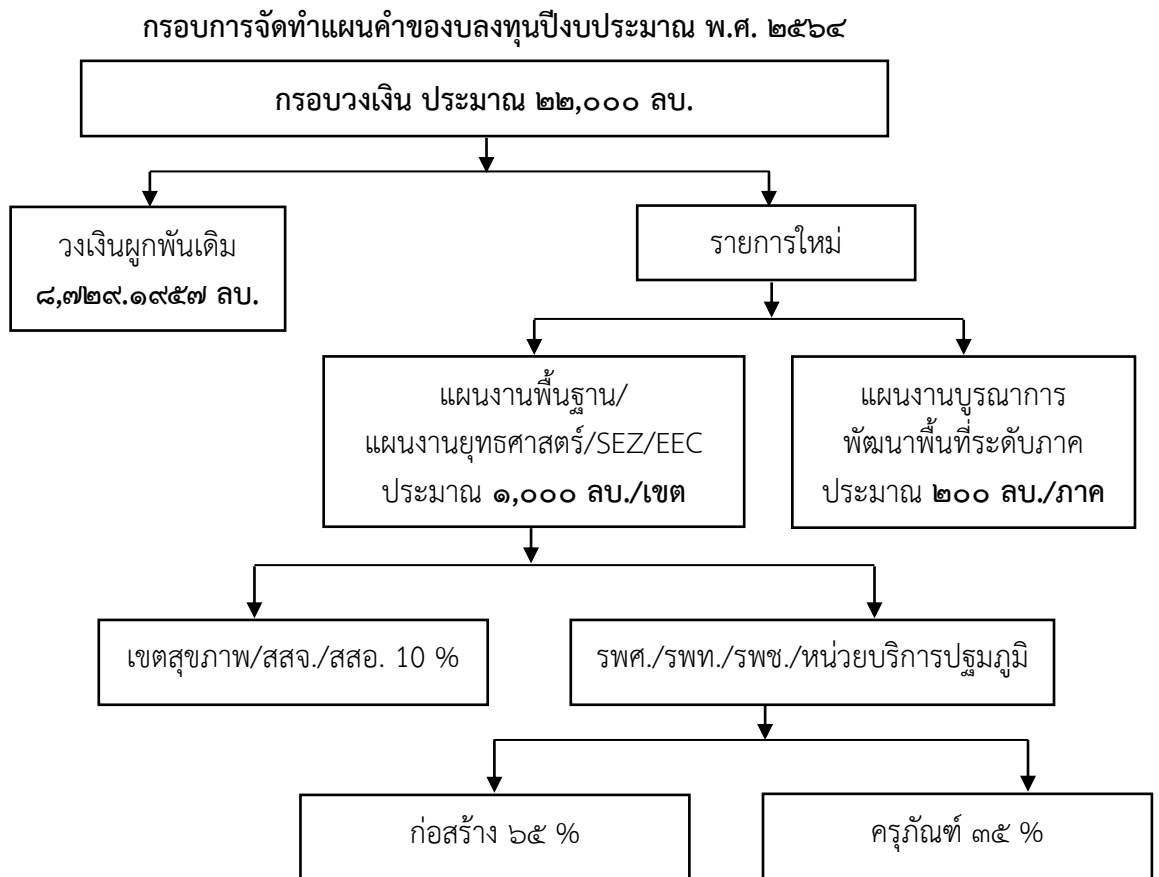 กรอบการจัดทำแผนคำของบลงทุนปีงบประมาณ พ.ศ. ๒๕๖๔
กรอบวงเงิน ประมาณ ๒๒,๐๐๐ ลบ.
วงเงินผูกพันเดิม
๘,๗๒๙.๑๙๕๗ ลบ.
รายการใหม่
แผนงานพื้นฐาน/
แผนงานยุทธศาสตร์/SEZ/EEC
ประมาณ ๑,๐๐๐ ลบ./เขต
แผนงานบูรณาการ
พัฒนาพื้นที่ระดับภาค
ประมาณ ๒๐๐ ลบ./ภาค
เขตสุขภาพ/สสจ./สสอ. 10 %
รพศ./รพท./รพช./หน่วยบริการปฐมภูมิ
ก่อสร้าง ๖๕ %
ครุภัณฑ์ ๓๕ %